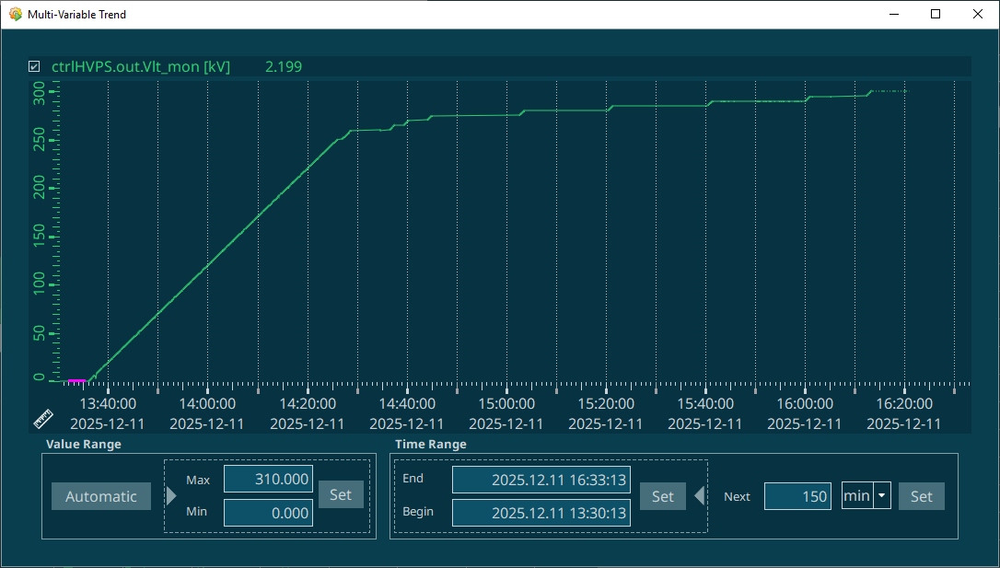 Multi-Variable Trend
ctrlHVPS.out.Vlt_mon [kV] 2.199
300
250
200
150
100
50
0
13:40:00 14:00:00 14:20:00 14:40:00 15:00:00 15:20:00 15:40:00 16:00:00 16:20:00
2025-12-11 2025-12-11 2025-12-11 2025-12-11 2025-12-11 2025-12-11 2025-12-11 2025-12-11 2025-12-11
Value Range
Automatic
Max 310.000
Min 0.000
Set
Time Range
End 2025.12.11 16:33:13
Begin 2025.12.11 13:30:13
Set
Next 150 min Set